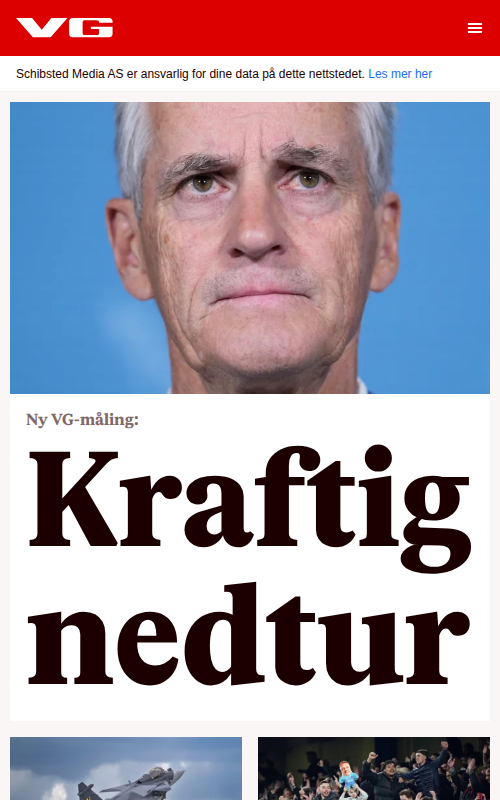 VG
Schibsted Media AS er ansvarlig for dine data på dette nettstedet. Les mer her
Ny VG-måling:
Kraftig
nedtur